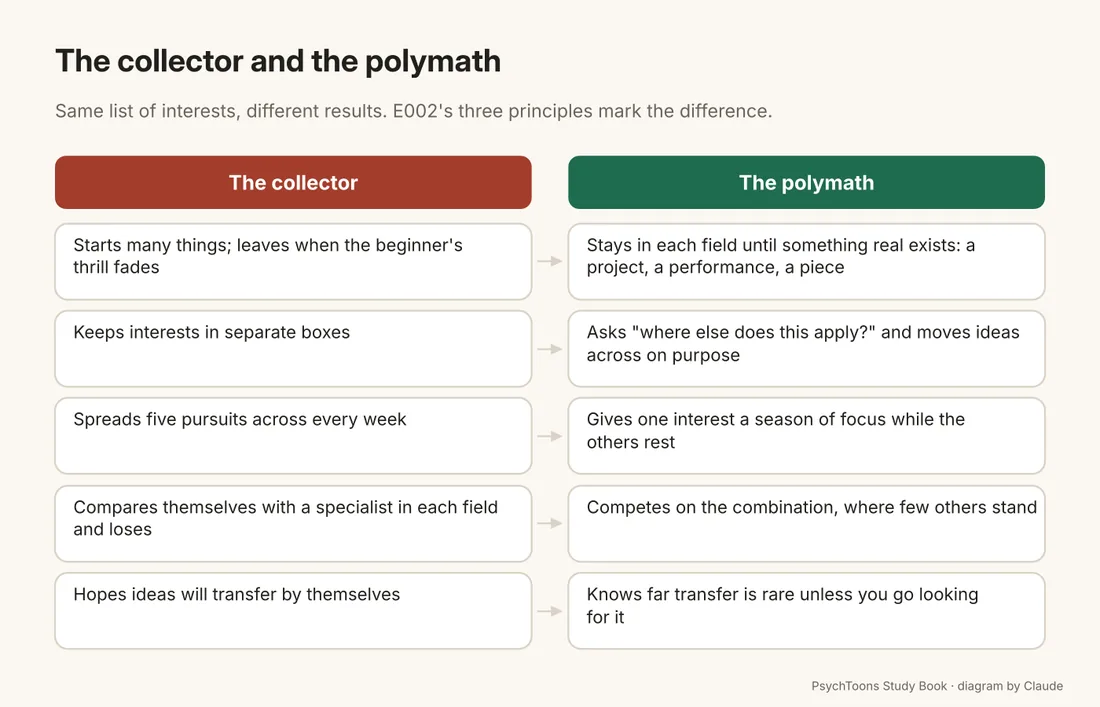 The collector and the polymath
Same list of interests, different results. E002's three principles mark the difference.
The collector
The polymath
Starts many things; leaves when the beginner's
thrill fades
Stays in each field until something real exists: a
project, a performance, a piece
Keeps interests in separate boxes
Asks "where else does this apply?" and moves ideas
across on purpose
Spreads five pursuits across every week
Gives one interest a season of focus while the
others rest
Compares themselves with a specialist in each field
and loses
Competes on the combination, where few others stand
Hopes ideas will transfer by themselves
Knows far transfer is rare unless you go looking
for it
PsychToons Study Book · diagram by Claude